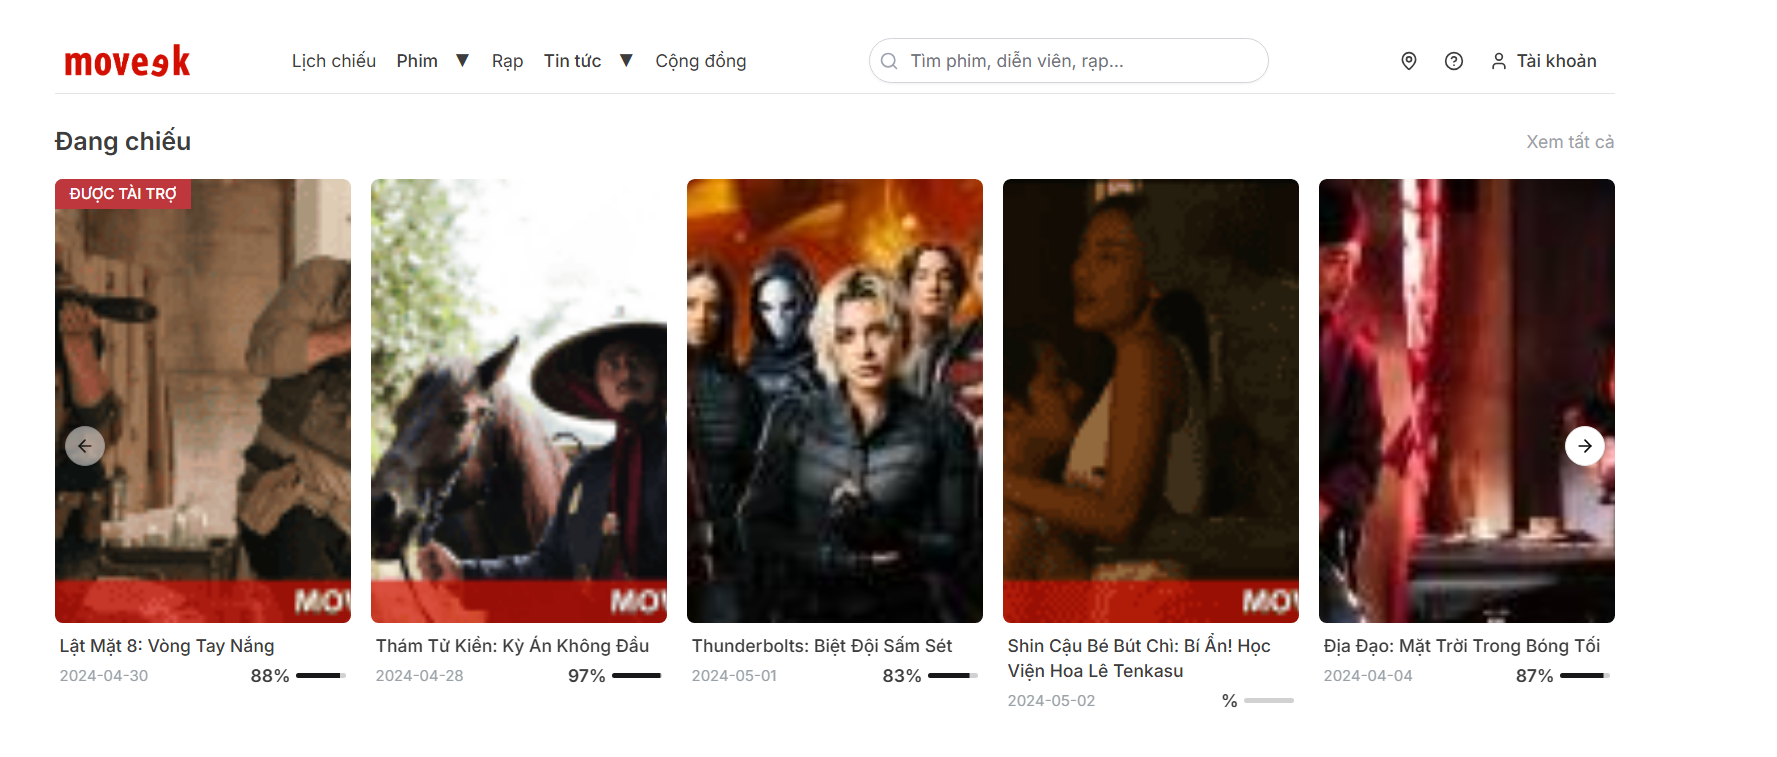 moveek
Lịch chiếu Phim ▼ Rạp Tin tức ▼ Cộng đồng
Tìm phim, diễn viên, rạp...
Tài khoản
Đang chiếu
Xem tất cả
ĐƯỢC TÀI TRỢ
MOV
MOV
MOV
Lật Mặt 8: Vòng Tay Nắng
2024-04-30 88%
Thám Tử Kiên: Kỳ Án Không Đầu
2024-04-28 97%
Thunderbolts: Biệt Đội Sấm Sét
2024-05-01 83%
Shin Cậu Bé Bút Chì: Bí Ẩn! Học
Viện Hoa Lê Tenkasu
2024-05-02 %
Địa Đạo: Mặt Trời Trong Bóng Tối
2024-04-04 87%